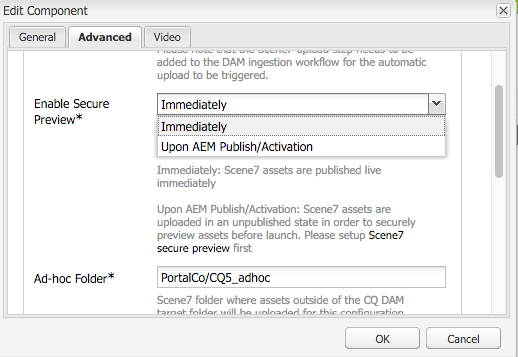 Edit Component
General
Advanced
Video
Please note that the Scene7 upload step needs to be
added to the DAM ingestion workflow for the automatic
upload to be triggered.
Enable Secure
Preview*
Immediately
Immediately
Upon AEM Publish/Activation
Immediately: Scene7 assets are published live
immediately
Upon AEM Publish/Activation: Scene7 assets are
uploaded in an unpublished state in order to securely
preview assets before launch. Please setup Scene7
secure preview first
Ad-hoc Folder*
PortalCo/CQ5_adhoc
Scene7 folder where assets outside of the CQ DAM
target folder will be uploaded for this configuration
OK
Cancel